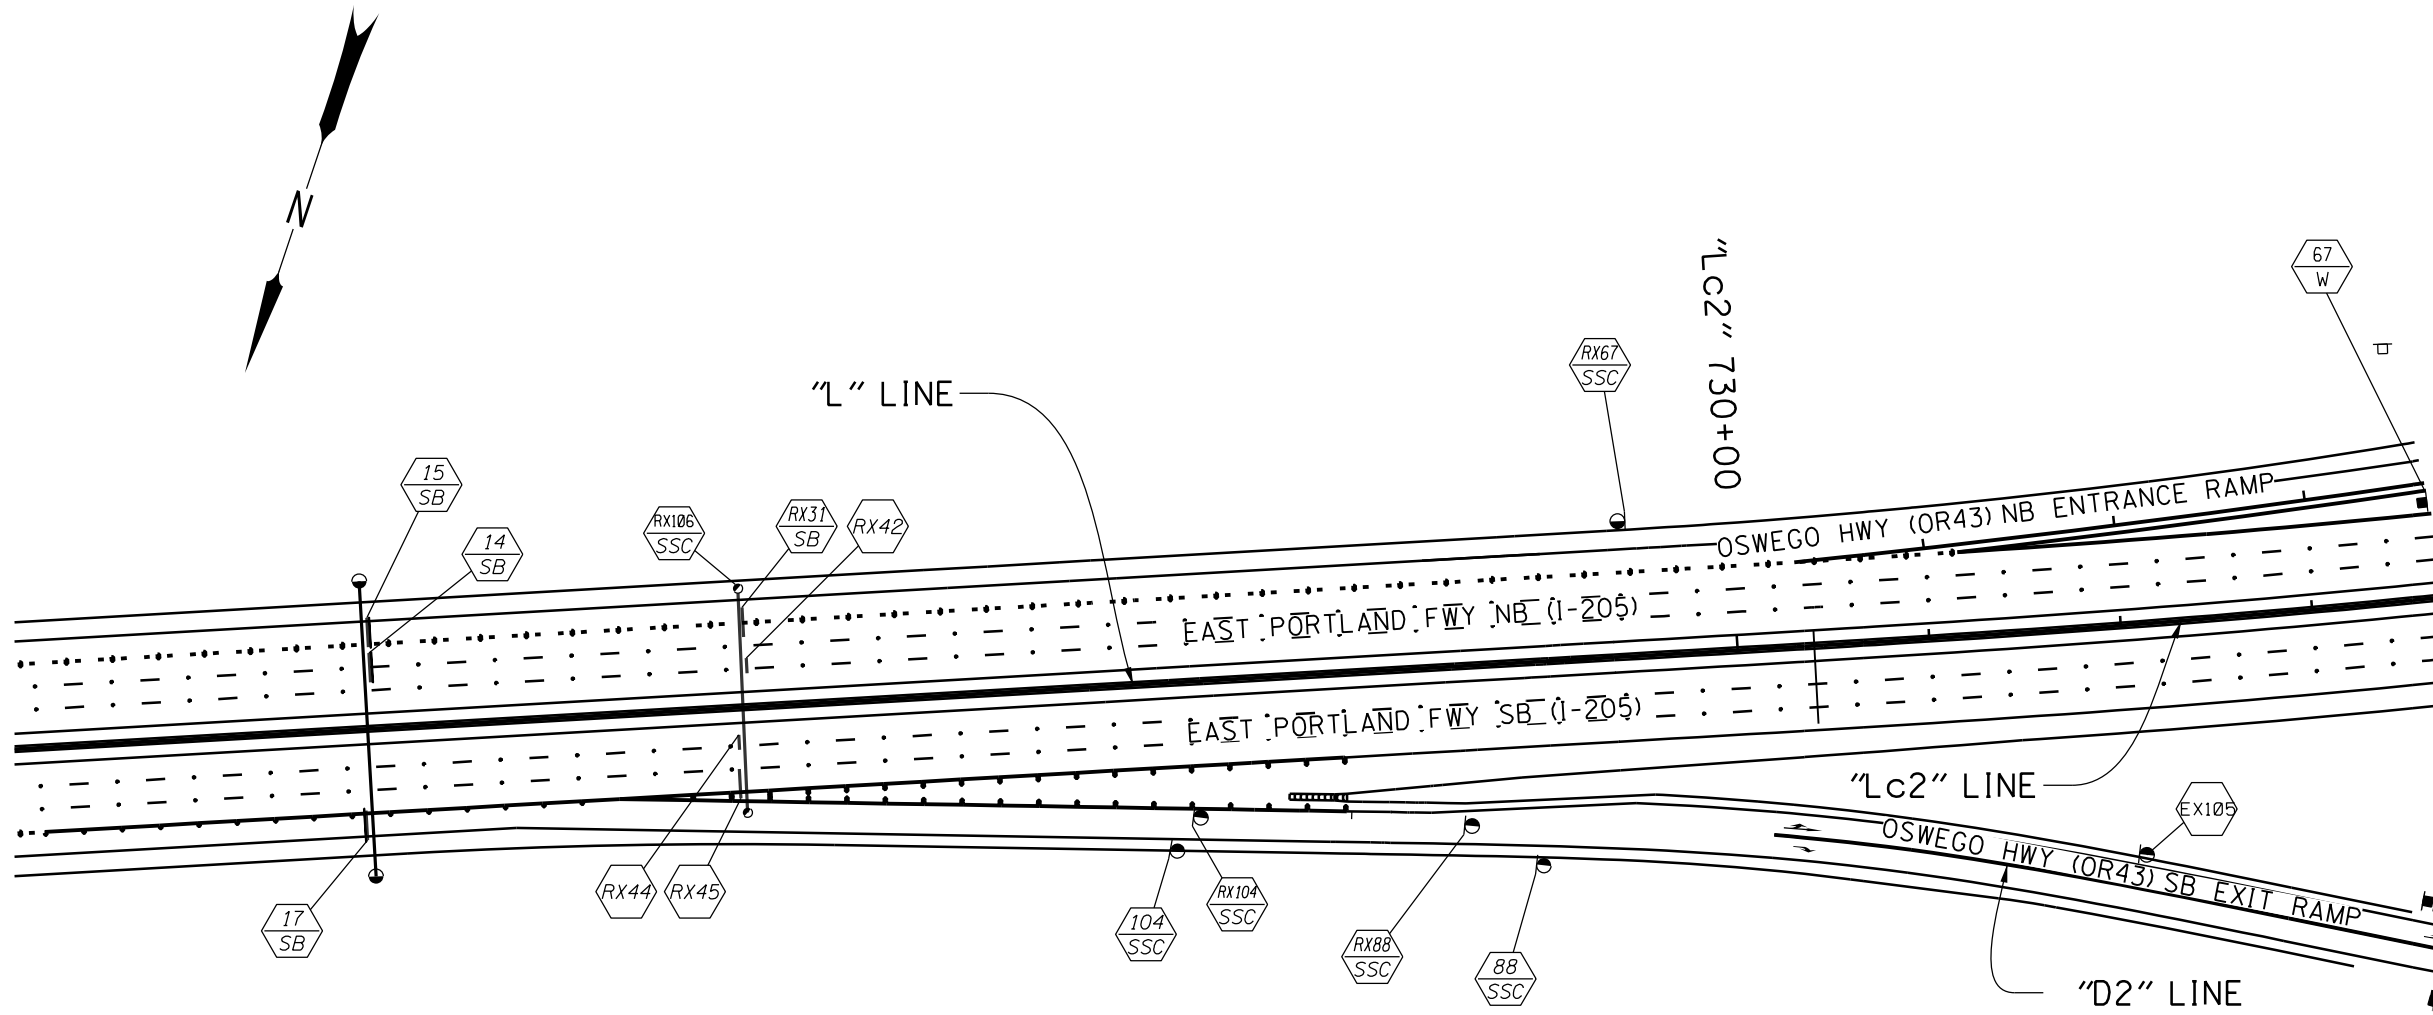 N
"Lc2" 730+00
67
W
RX67
SSC
"L" LINE
15
SB
14
SB
RX106
SSC
RX31
SB
RX42
OSWEGO HWY (OR43) NB ENTRANCE RAMP
EAST PORTLAND FWY NB (I-205)
EAST PORTLAND FWY SB (I-205)
"Lc2" LINE
EX105
OSWEGO HWY (OR43) SB EXIT RAMP
RX44
RX45
17
SB
104
SSC
RX104
SSC
RX88
SSC
88
SSC
"D2" LINE